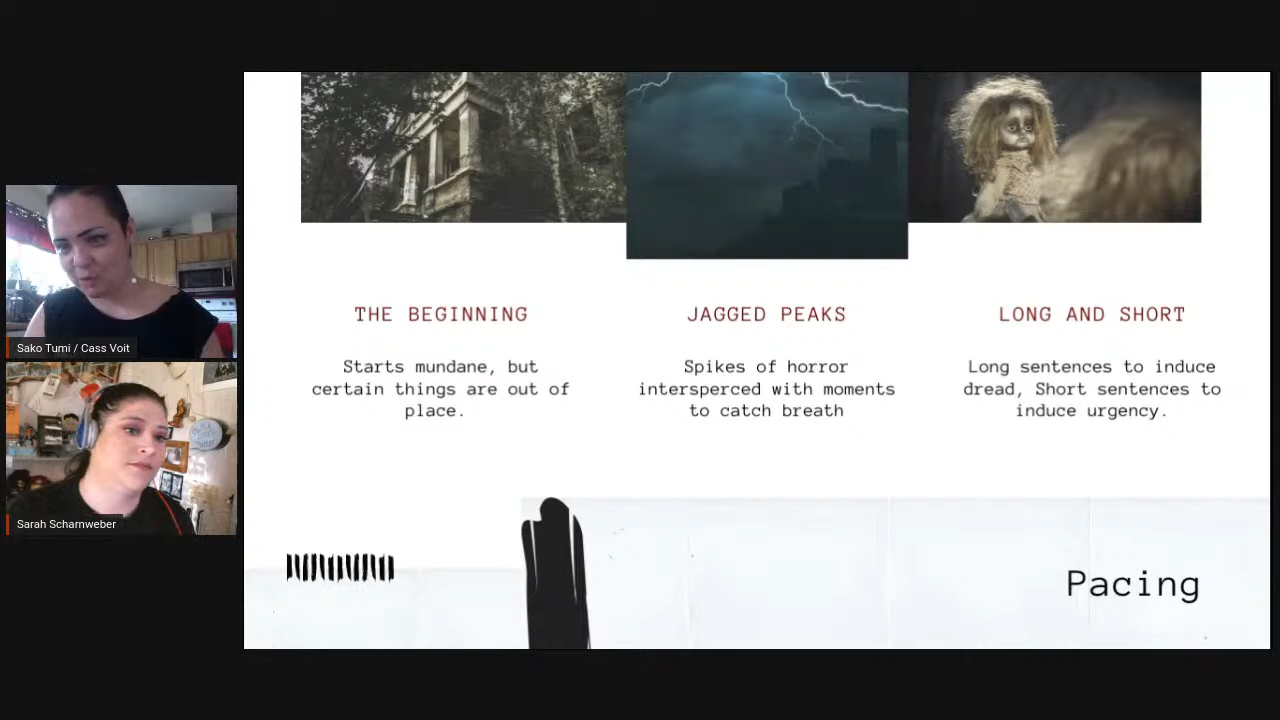 Sako Tumi / Cass Voit
Sarah Scharnweber
THE BEGINNING
Starts mundane, but
certain things are out of
place.
JAGGED PEAKS
Spikes of horror
intersperced with moments
to catch breath
LONG AND SHORT
Long sentences to induce
dread, Short sentences to
induce urgency.
Pacing